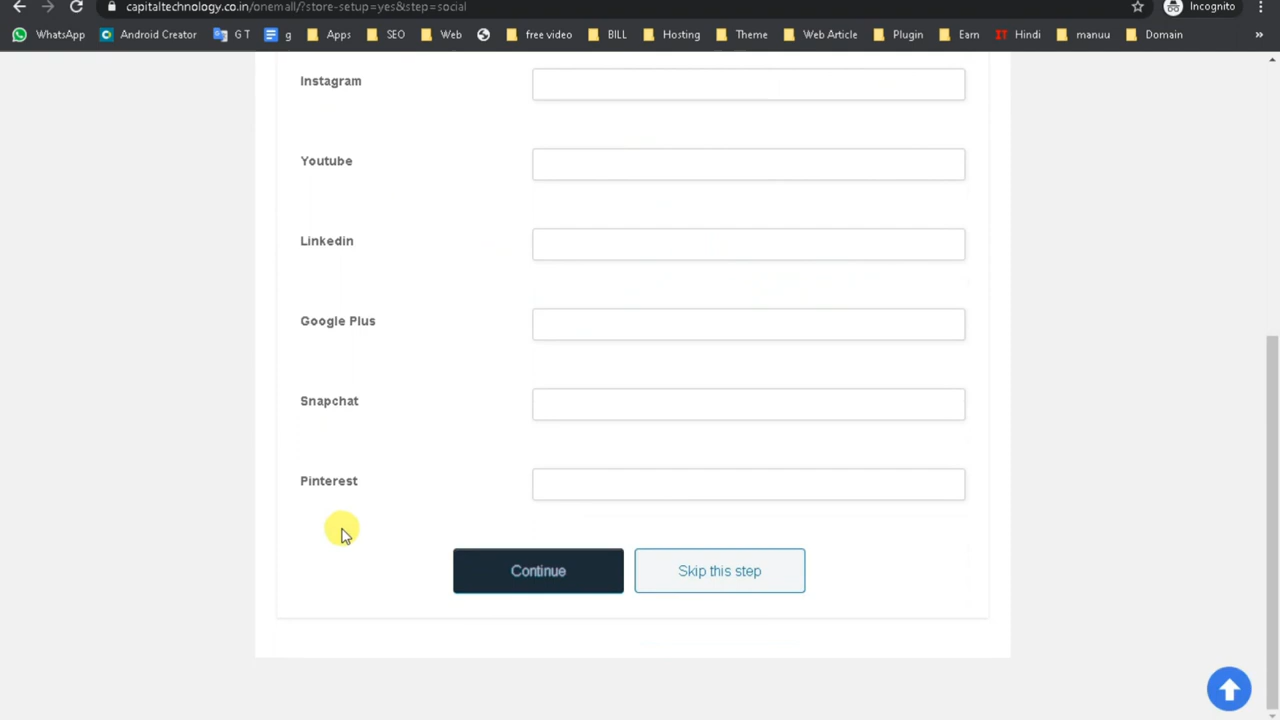 capitaltechnology.co.in/onemall/?store-setup=yes&step=social
Incognito
WhatsApp Android Creator G T g Apps SEO Web free video BILL Hosting Theme Web Article Plugin Earn IT Hindi manuu Domain »
Instagram
Youtube
Linkedin
Google Plus
Snapchat
Pinterest
Continue
Skip this step